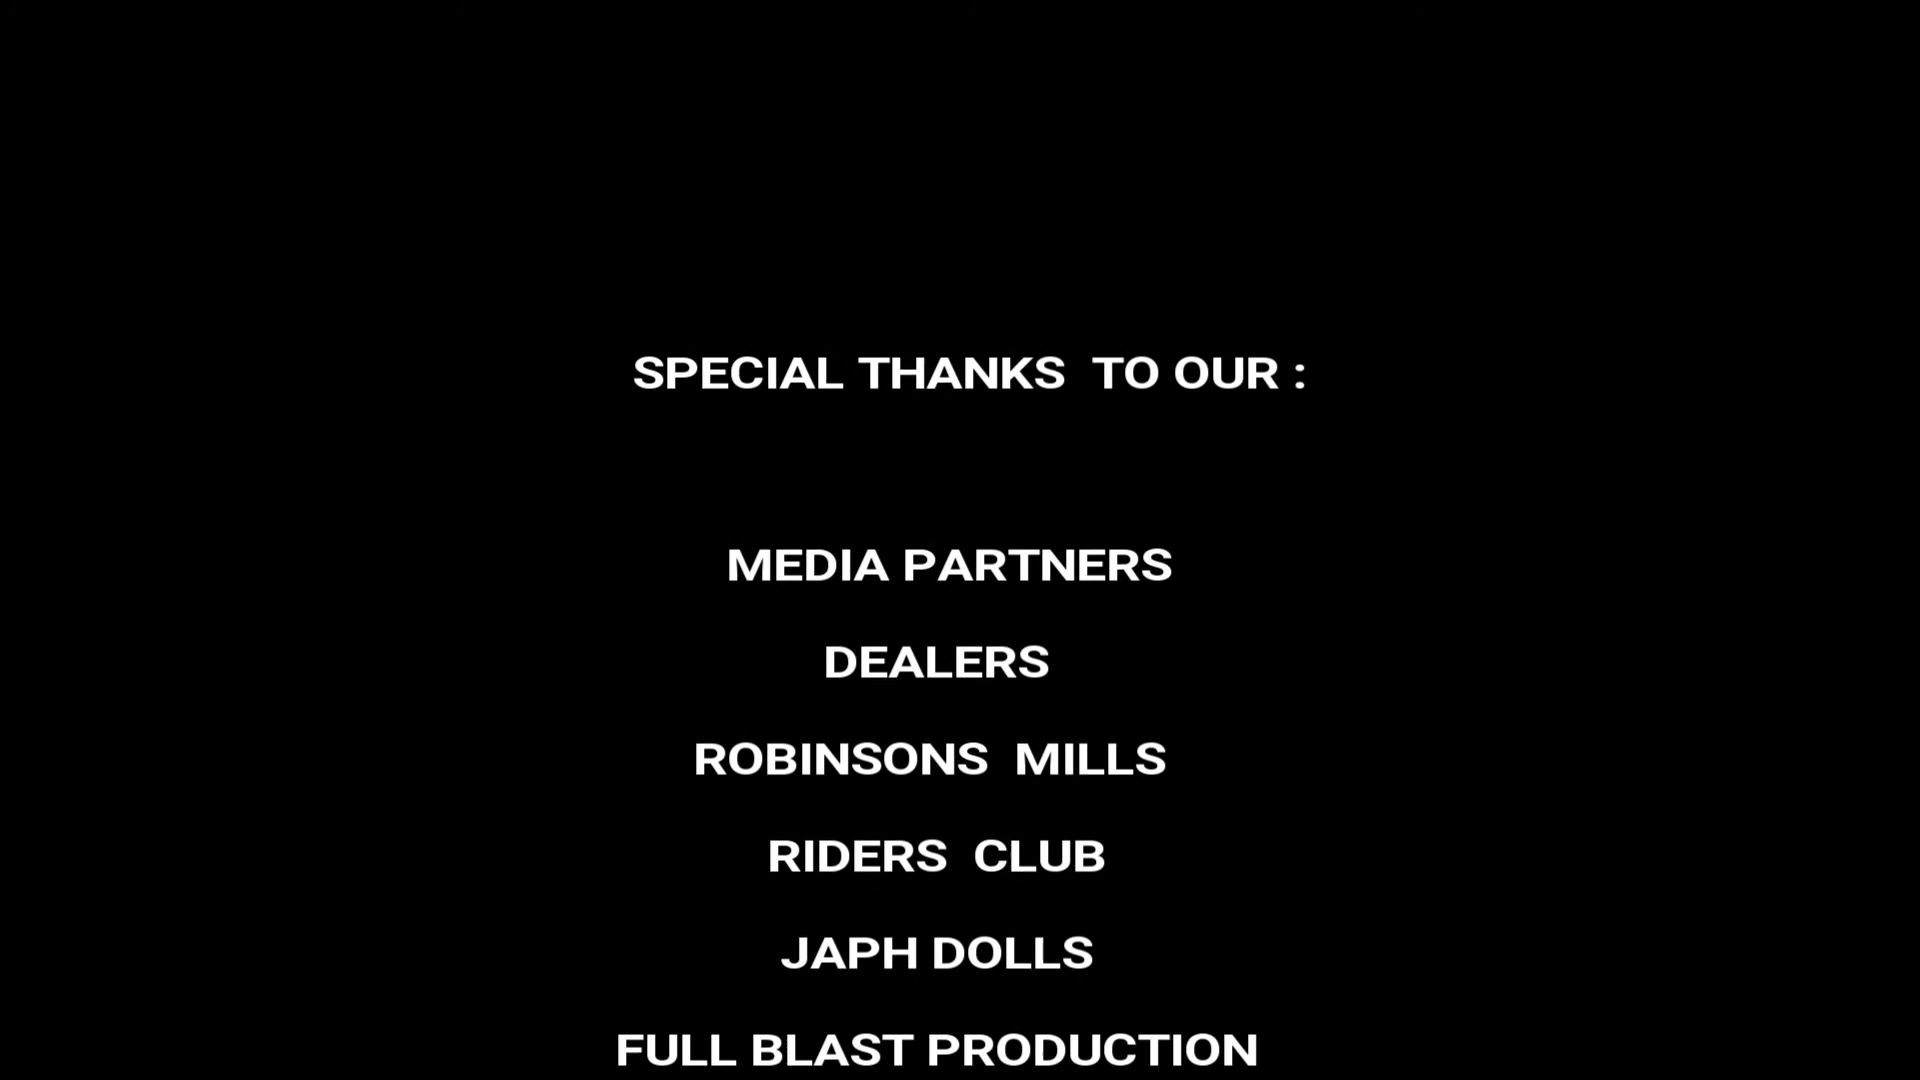 SPECIAL THANKS  TO OUR :
MEDIA PARTNERS
DEALERS
ROBINSONS  MILLS
RIDERS  CLUB
JAPH DOLLS
FULL BLAST PRODUCTION